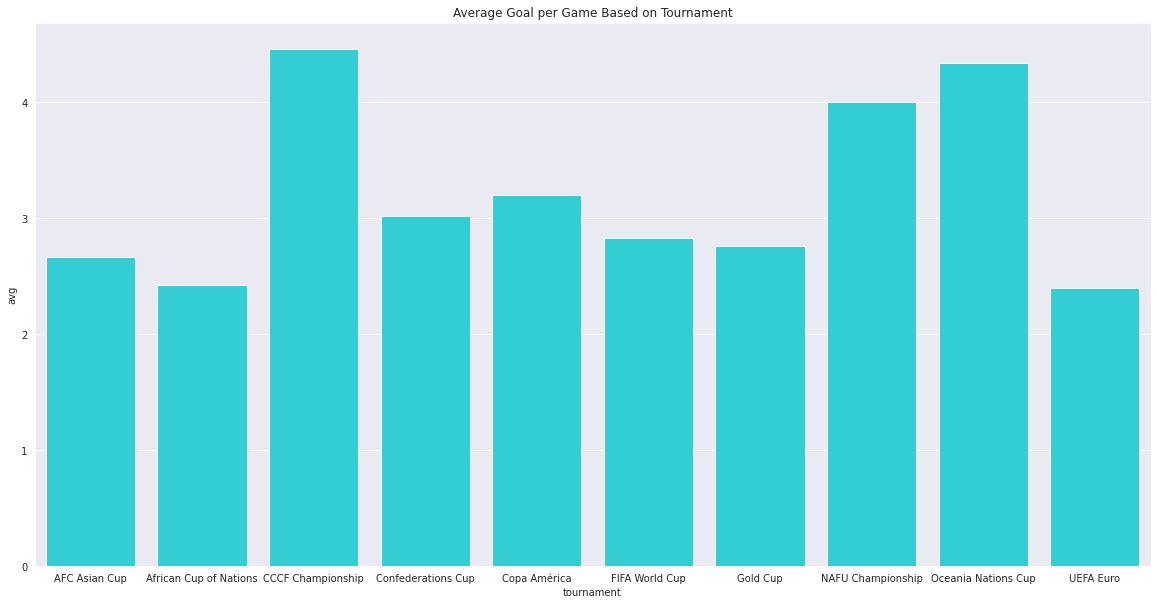 Average Goal per Game Based on Tournament
4
3
2
1
0
avg
AFC Asian Cup African Cup of Nations CCCF Championship Confederations Cup Copa América FIFA World Cup Gold Cup NAFU Championship Oceania Nations Cup UEFA Euro
tournament